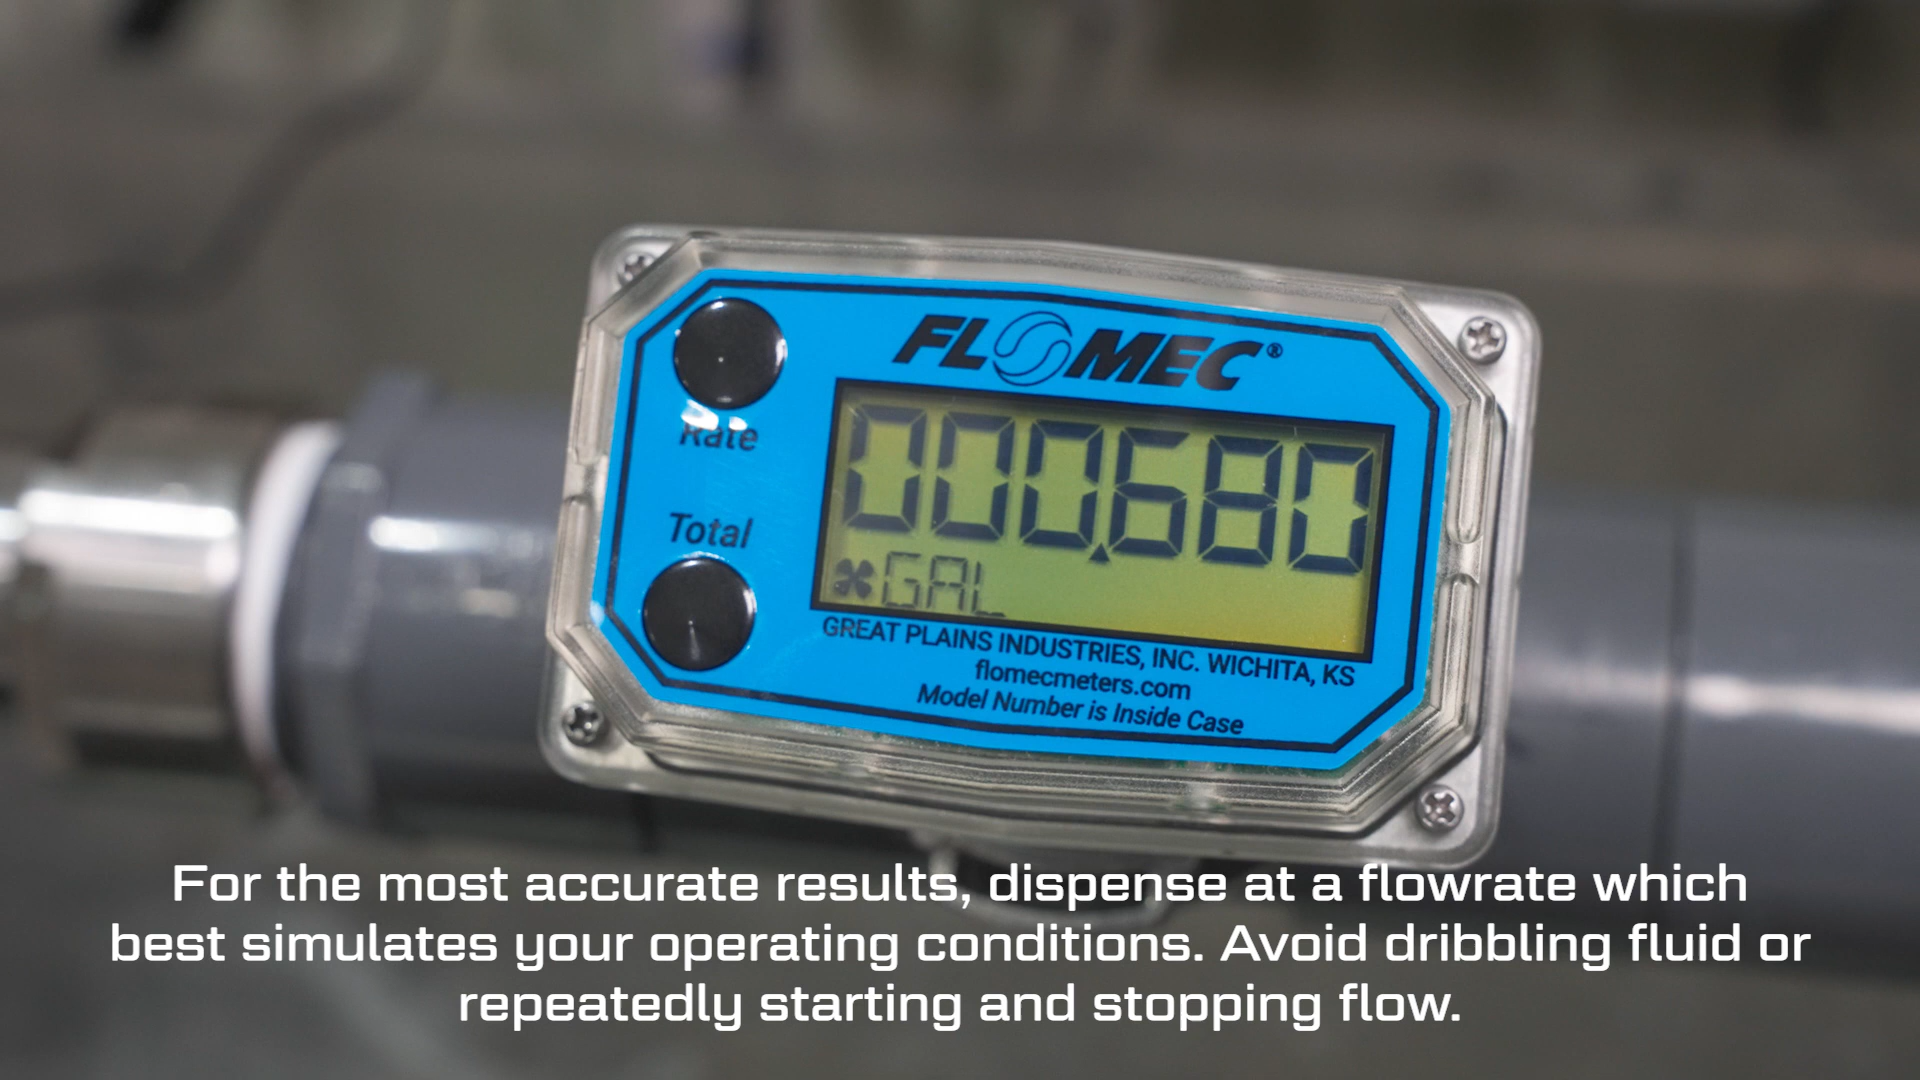 FLOMEC®
Rate
000.680
Total
GAL
GREAT PLAINS INDUSTRIES, INC. WICHITA, KS
flomecmeters.com
Model Number is Inside Case
For the most accurate results, dispense at a flowrate which
best simulates your operating conditions. Avoid dribbling fluid or
repeatedly starting and stopping flow.